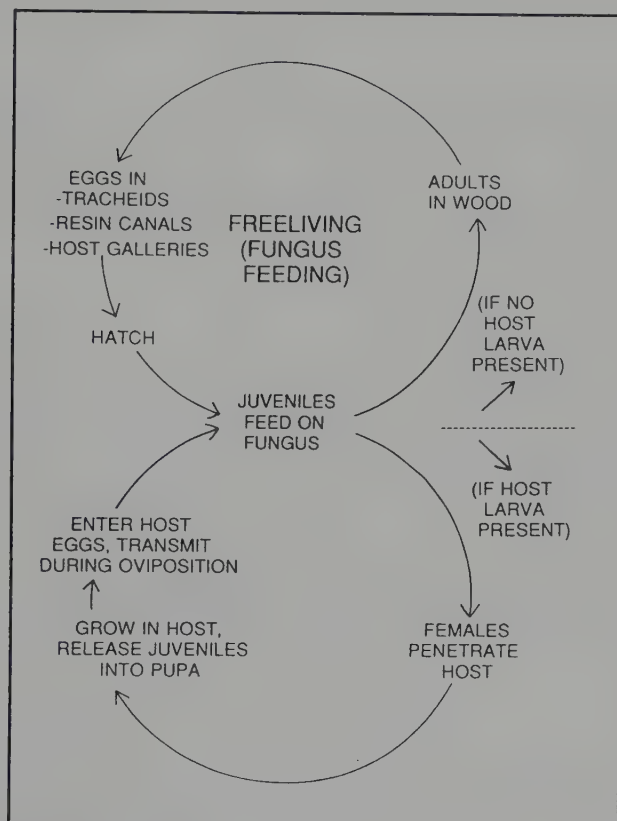 EGGS IN
-TRACHEIDS
-RESIN CANALS
-HOST GALLERIES
FREELIVING
(FUNGUS
FEEDING)
ADULTS
IN WOOD
HATCH
(IF NO
HOST
LARVA
PRESENT)
JUVENILES
FEED ON
FUNGUS
(IF HOST
LARVA
PRESENT)
ENTER HOST
EGGS, TRANSMIT
DURING OVIPOSITION
GROW IN HOST,
RELEASE JUVENILES
INTO PUPA
FEMALES
PENETRATE
HOST